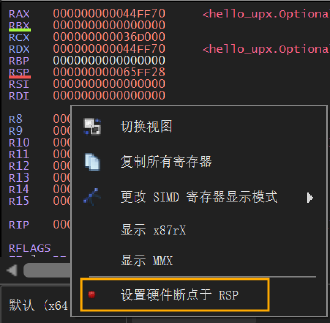 RAX 000000000044FF70 <hello_upx.Optiona
RBX 0000000000000000
RCX 000000000036D000
RDX 000000000044FF70 <hello_upx.Optiona
RBP 0000000000000000
RSP 000000000065FF28
RSI 0000000000000000
RDI 0000000000000000
R8 000
R9 000
R10 000
R11 000
R12 000
R13 000
R14 000
R15 000
RIP 000
RFLAGS
默认 (x64
切换视图
复制所有寄存器
更改 SIMD 寄存器显示模式
显示 x87rX
显示 MMX
设置硬件断点于 RSP